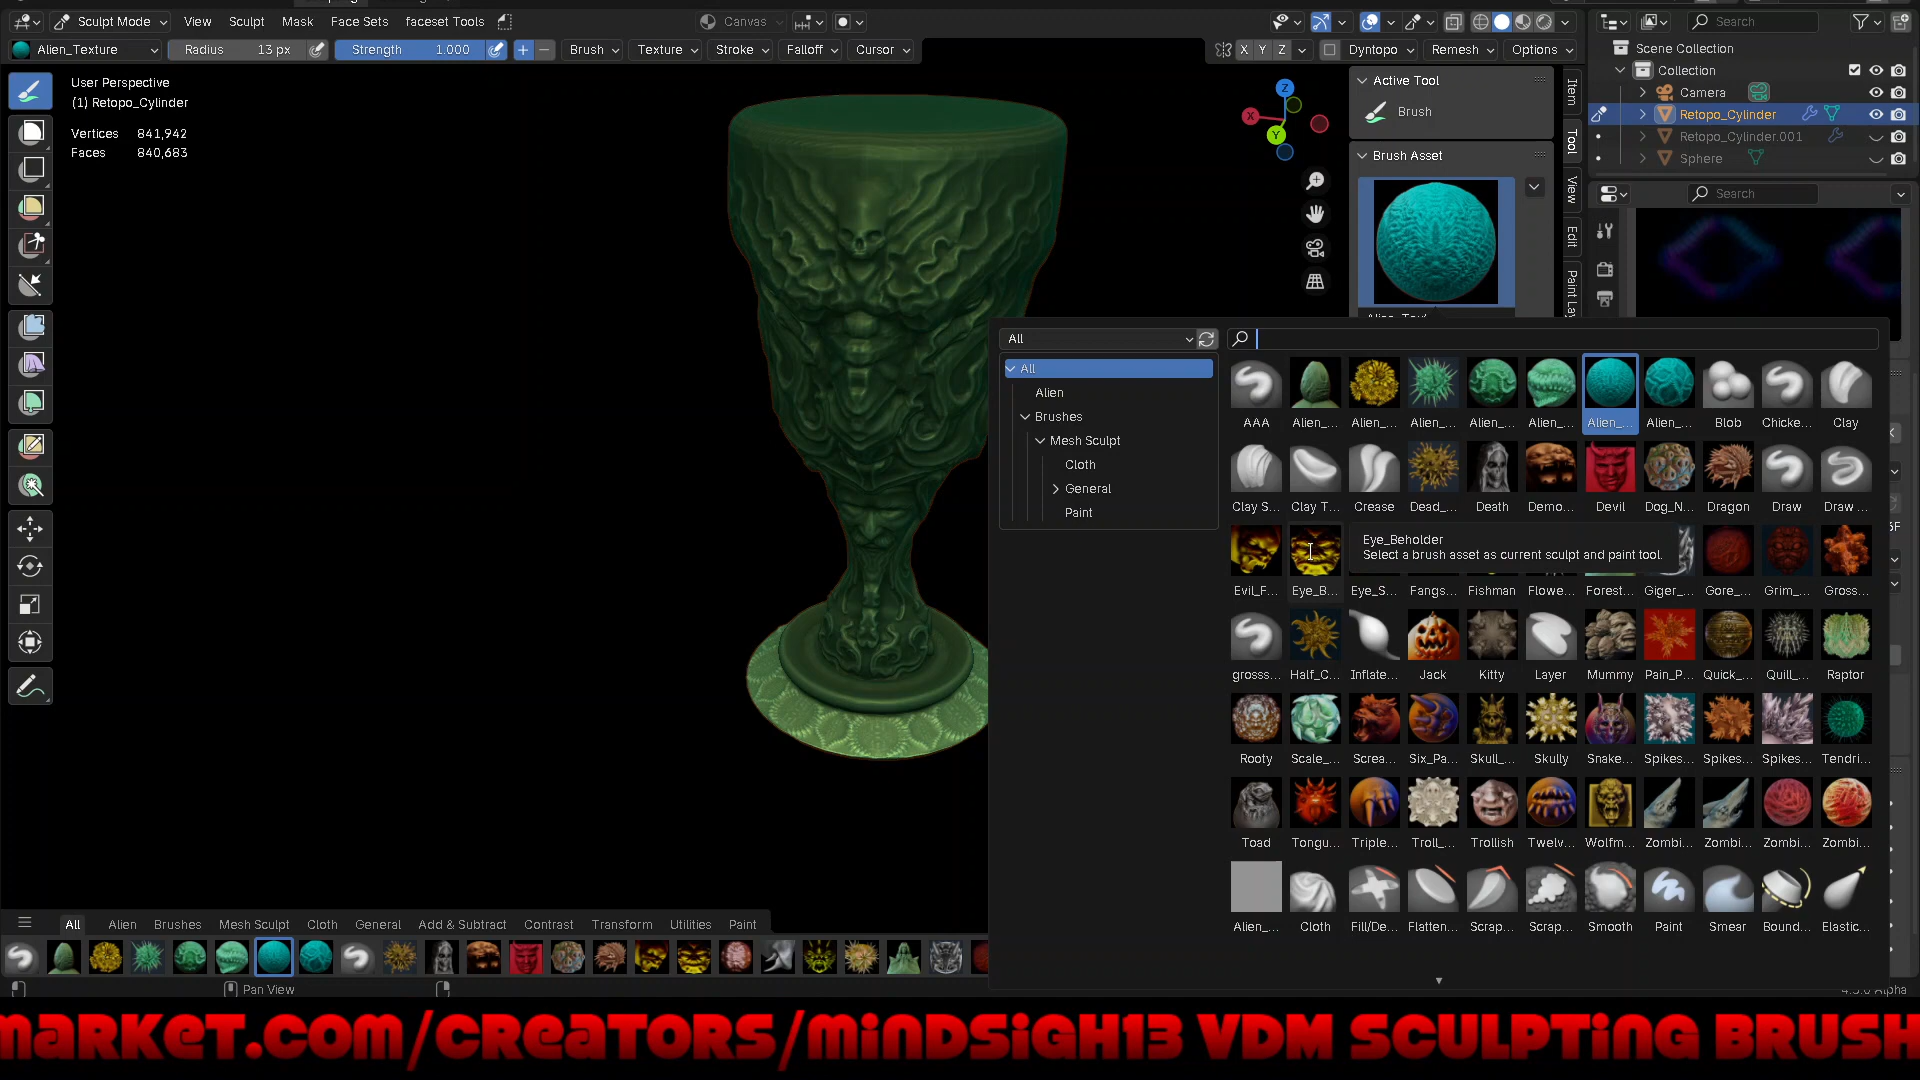 Sculpt Mode View Sculpt Mask Face Sets faceset Tools Canvas Search
Alien_Texture Radius 13 px Strength 1.000 Brush Texture Stroke Falloff Cursor X Y Z Dyntopo Remesh Options
Scene Collection
Collection
Camera
Retopo_Cylinder
Retopo_Cylinder.001
Sphere
Search
User Perspective
(1) Retopo_Cylinder
Vertices 841,942
Faces 840,683
Z
X
Y
Active Tool
Brush
Brush Asset
Item
Tool
View
Edit
All
All
Alien
Brushes
Mesh Sculpt
Cloth
General
Paint
AAA Alien_... Alien_... Alien_... Alien_... Alien_... Alien_... Alien_... Blob Chicke... Clay
Clay S... Clay T... Crease Dead_... Death Demo... Devil Dog_N... Dragon Draw Draw ...
Eye_Beholder
Select a brush asset as current sculpt and paint tool.
Evil_F... Eye_B... Eye_S... Fangs... Fishman Flowe... Forest... Giger_... Gore_... Grim_... Gross...
grosss... Half_C... Inflate... Jack Kitty Layer Mummy Pain_P... Quick_... Quill_... Raptor
Rooty Scale_... Screa... Six_Pa... Skull_... Skully Snake... Spikes... Spikes... Spikes... Tendri...
Toad Tongu... Triple... Troll_... Trollish Twelv... Wolfm... Zombi... Zombi... Zombi... Zombi...
Alien_... Cloth Fill/De... Flatten... Scrap... Scrap... Smooth Paint Smear Bound... Elastic...
All Alien Brushes Mesh Sculpt Cloth General Add & Subtract Contrast Transform Utilities Paint
Pan View
MARKET.COM/CREATORS/MINDSIGH13 VDM SCULPTING BRUSH